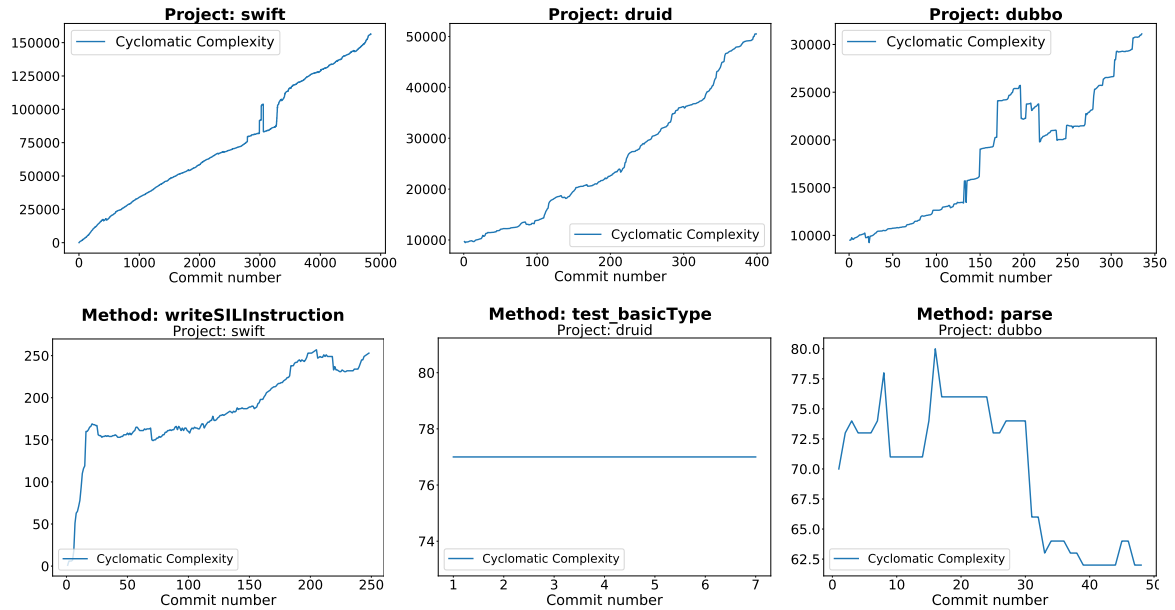 Project: swift
150000
125000
100000
75000
50000
25000
0
Cyclomatic Complexity
0 1000 2000 3000 4000 5000
Commit number
Project: druid
50000
40000
30000
20000
10000
Cyclomatic Complexity
0 100 200 300 400
Commit number
Project: dubbo
30000
25000
20000
15000
10000
Cyclomatic Complexity
0 50 100 150 200 250 300 350
Commit number
Method: writeSILInstruction
Project: swift
250
200
150
100
50
0
Cyclomatic Complexity
0 50 100 150 200 250
Commit number
Method: test_basicType
Project: druid
80
78
76
74
Cyclomatic Complexity
1 2 3 4 5 6 7
Commit number
Method: parse
Project: dubbo
80.0
77.5
75.0
72.5
70.0
67.5
65.0
62.5
Cyclomatic Complexity
0 10 20 30 40 50
Commit number